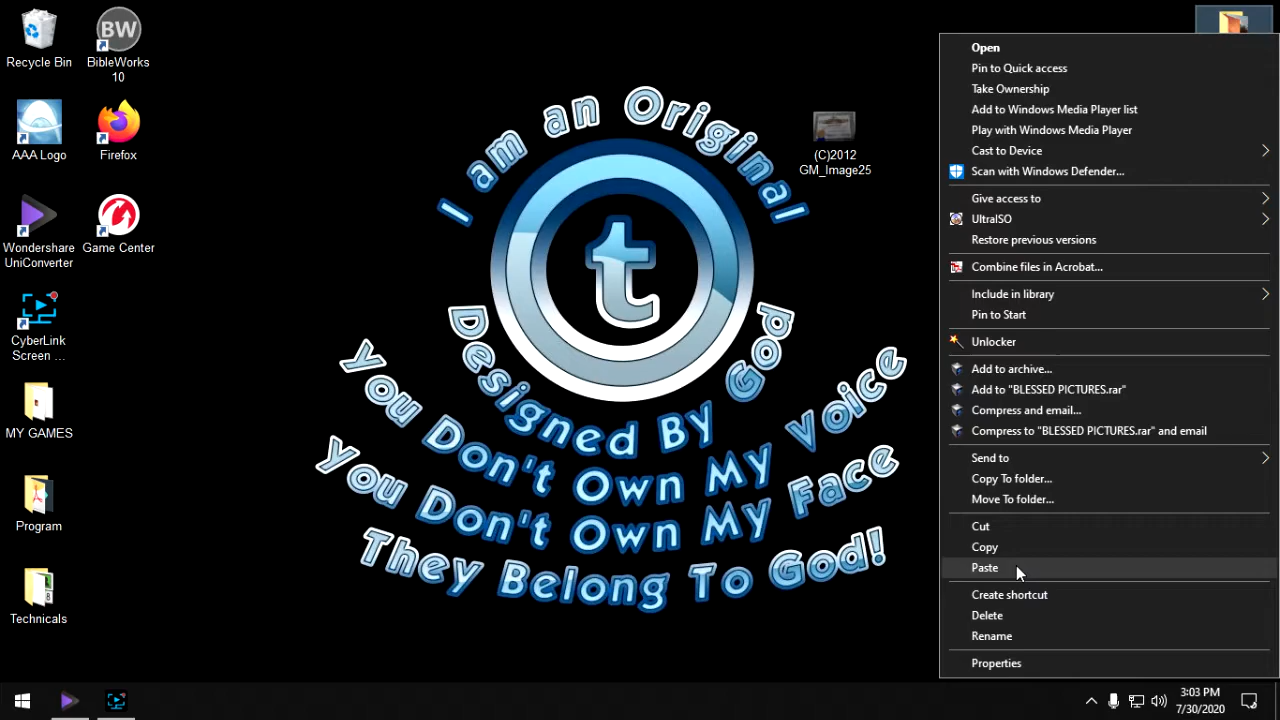 Recycle Bin
BW
BibleWorks
10
AAA Logo
Firefox
Wondershare
UniConverter
Game Center
CyberLink
Screen ...
MY GAMES
Program
Technicals
I am an Original
t
Designed By God
You Don't Own My Voice
You Don't Own My Face
They Belong To God!
(C)2012
GM_Image25
Open
Pin to Quick access
Take Ownership
Add to Windows Media Player list
Play with Windows Media Player
Cast to Device
Scan with Windows Defender...
Give access to
UltraISO
Restore previous versions
Combine files in Acrobat...
Include in library
Pin to Start
Unlocker
Add to archive...
Add to "BLESSED PICTURES.rar"
Compress and email...
Compress to "BLESSED PICTURES.rar" and email
Send to
Copy To folder...
Move To folder...
Cut
Copy
Paste
Create shortcut
Delete
Rename
Properties
3:03 PM
7/30/2020